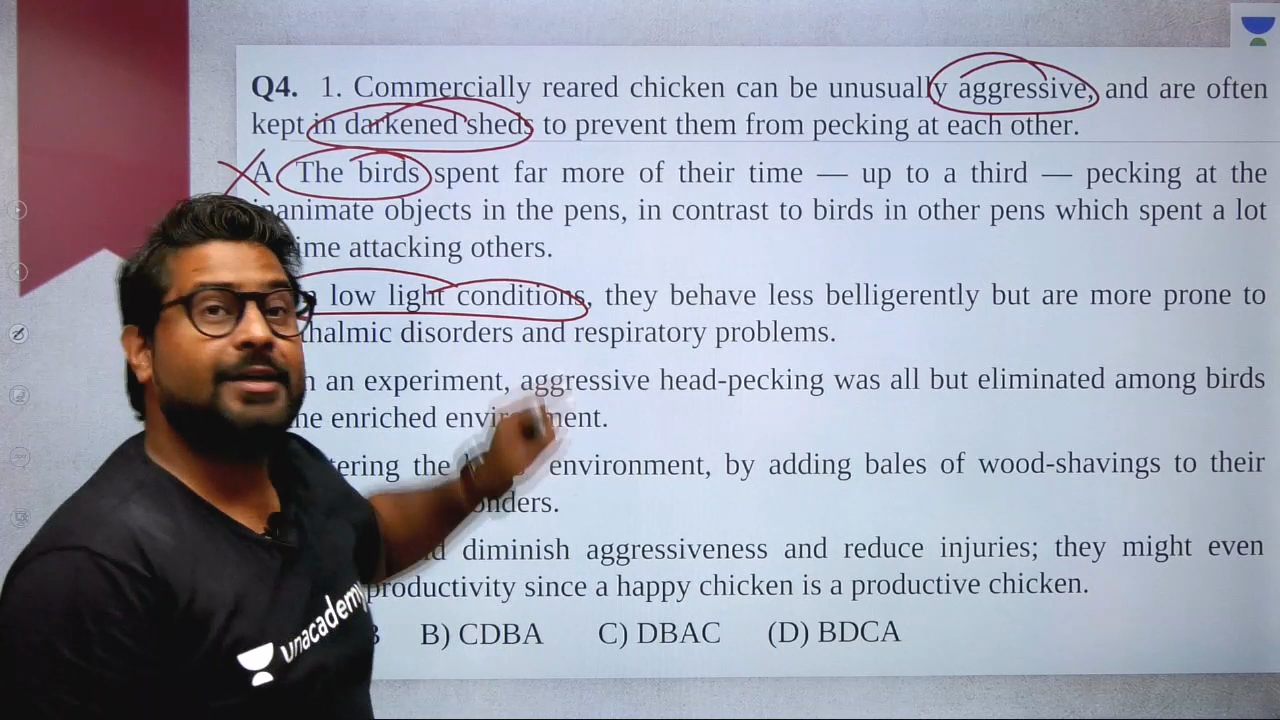 Q4. 1. Commercially reared chicken can be unusually aggressive, and are often
kept in darkened sheds to prevent them from pecking at each other.
A The birds spent far more of their time — up to a third — pecking at the
inanimate objects in the pens, in contrast to birds in other pens which spent a lot
attacking others.
low light conditions, they behave less belligerently but are more prone to
disorders and respiratory problems.
an experiment, aggressive head-pecking was all but eliminated among birds
enriched environment.
the environment, by adding bales of wood-shavings to their
diminish aggressiveness and reduce injuries; they might even
productivity since a happy chicken is a productive chicken.
B) CDBA C) DBAC (D) BDCA
unacademy